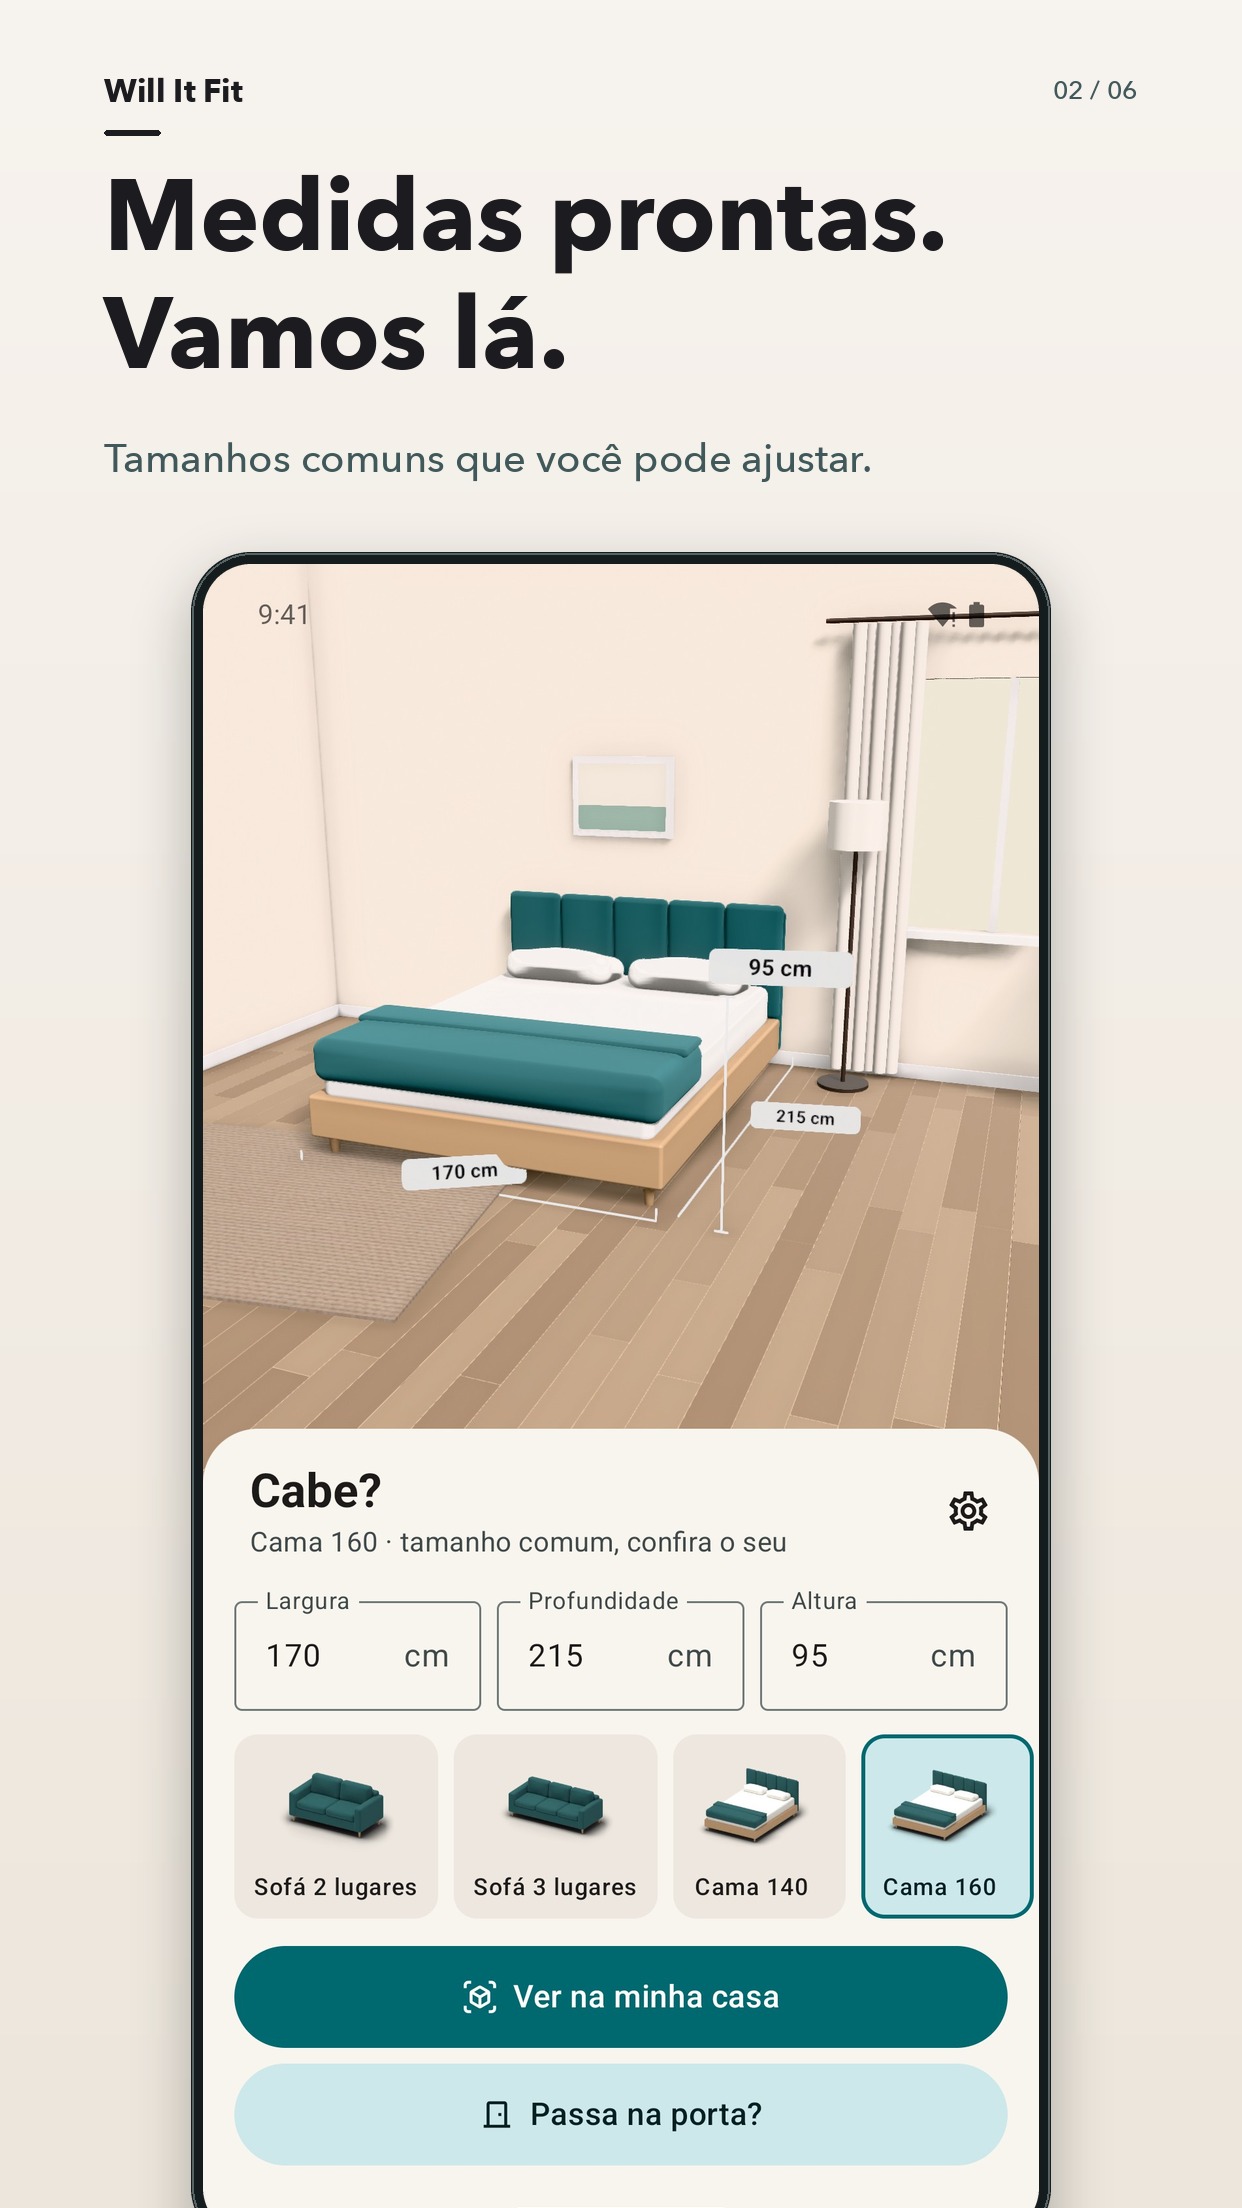 Will It Fit
02 / 06
Medidas prontas.
Vamos lá.
Tamanhos comuns que você pode ajustar.
9:41
95 cm
215 cm
170 cm
Cabe?
Cama 160 · tamanho comum, confira o seu
Largura
Profundidade
Altura
170 cm
215 cm
95 cm
Sofá 2 lugares
Sofá 3 lugares
Cama 140
Cama 160
Ver na minha casa
Passa na porta?